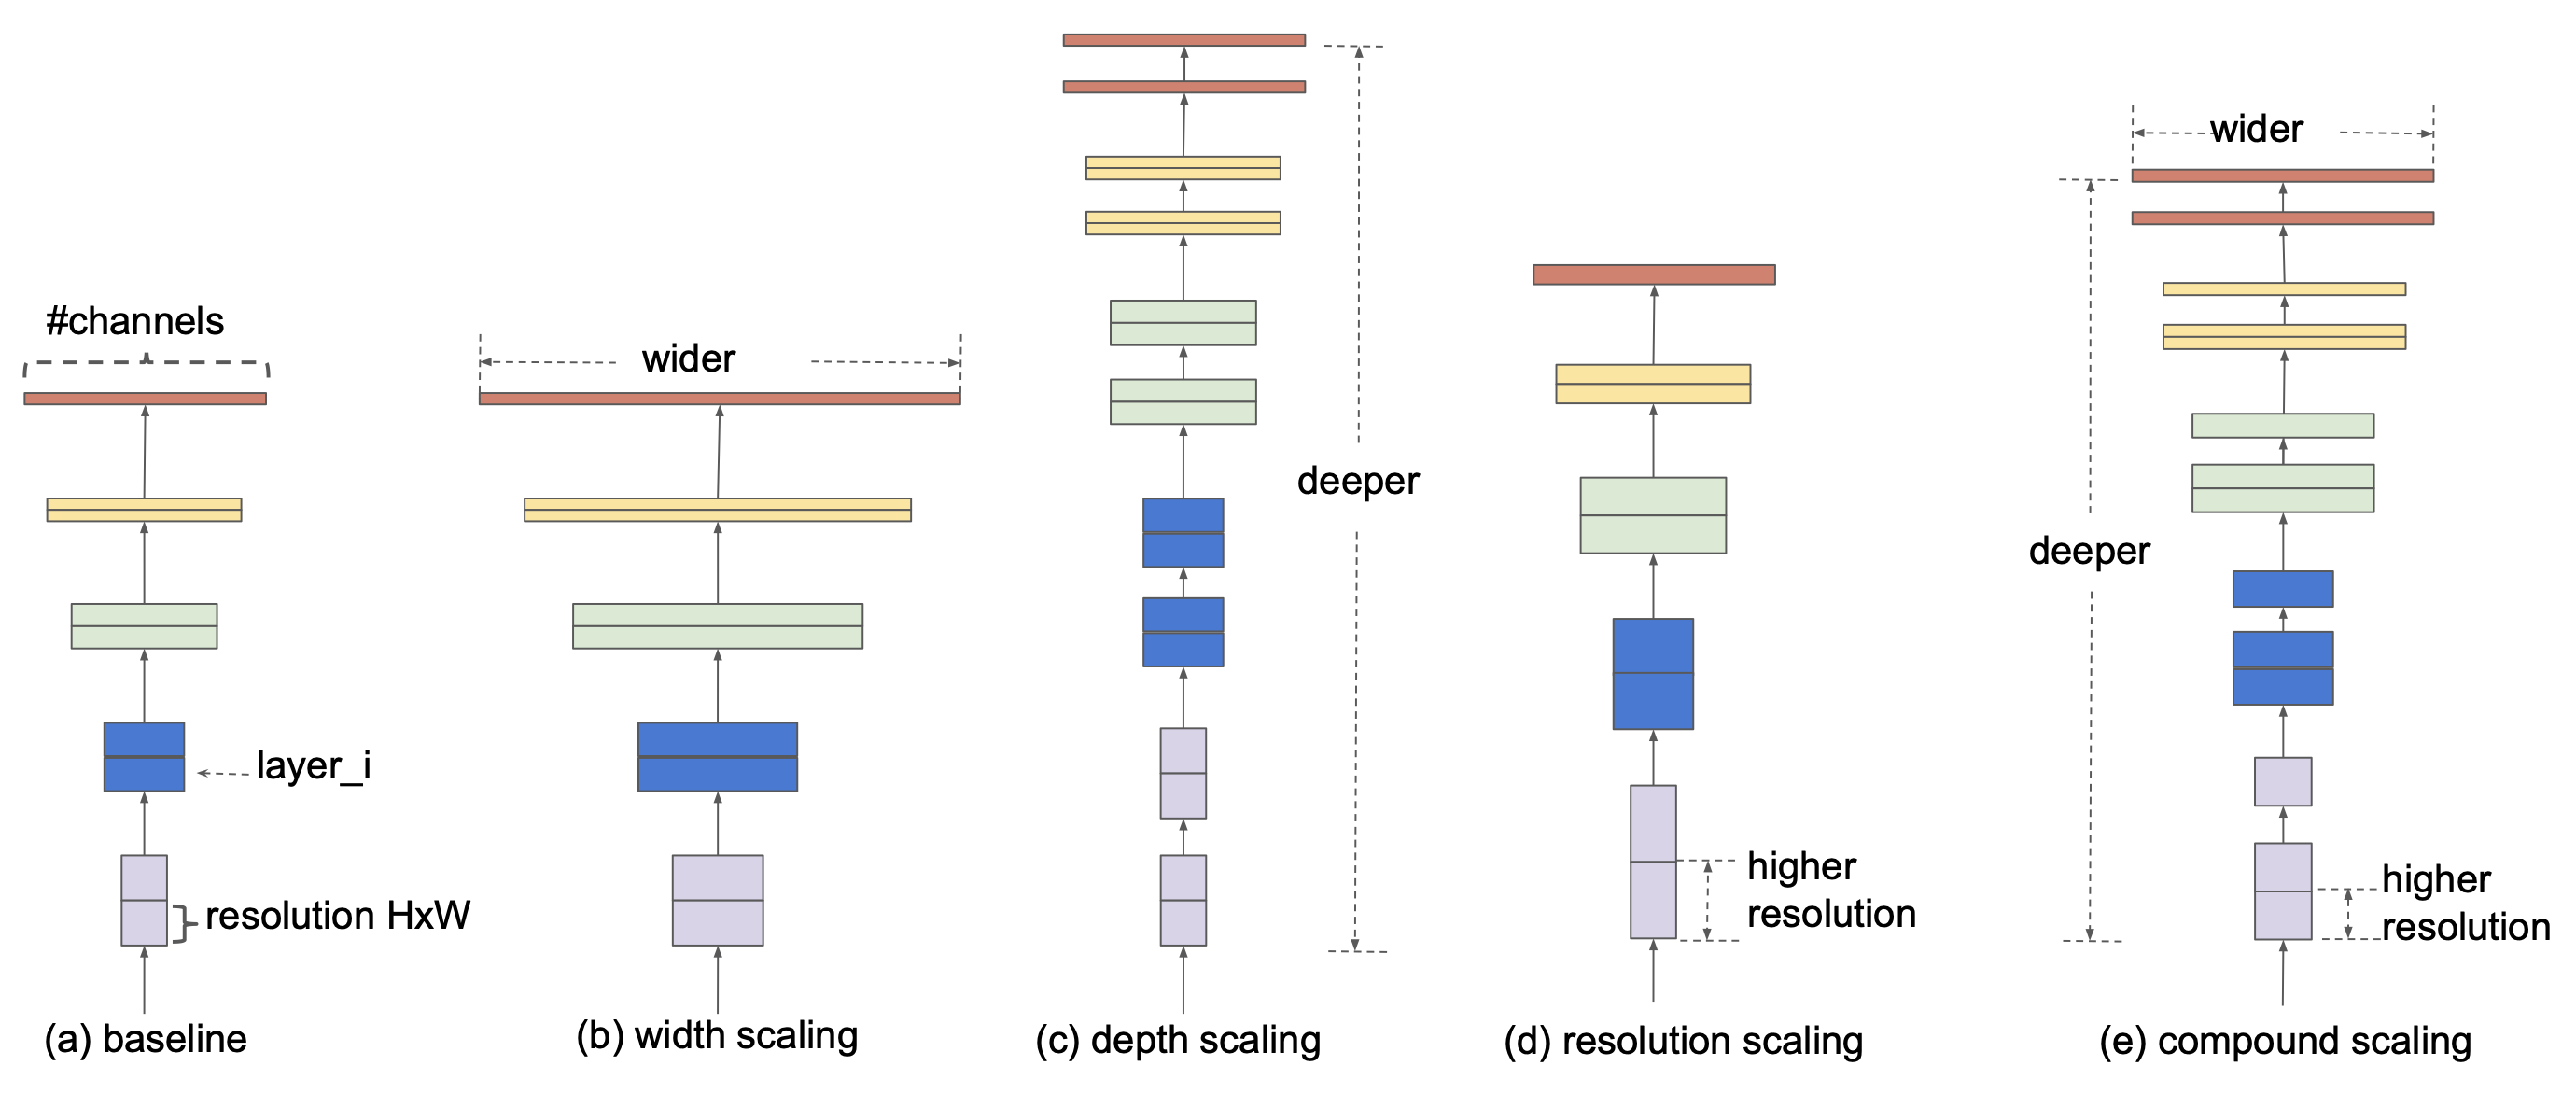 #channels
layer_i
resolution HxW
(a) baseline
wider
(b) width scaling
deeper
(c) depth scaling
higher
resolution
(d) resolution scaling
wider
deeper
higher
resolution
(e) compound scaling